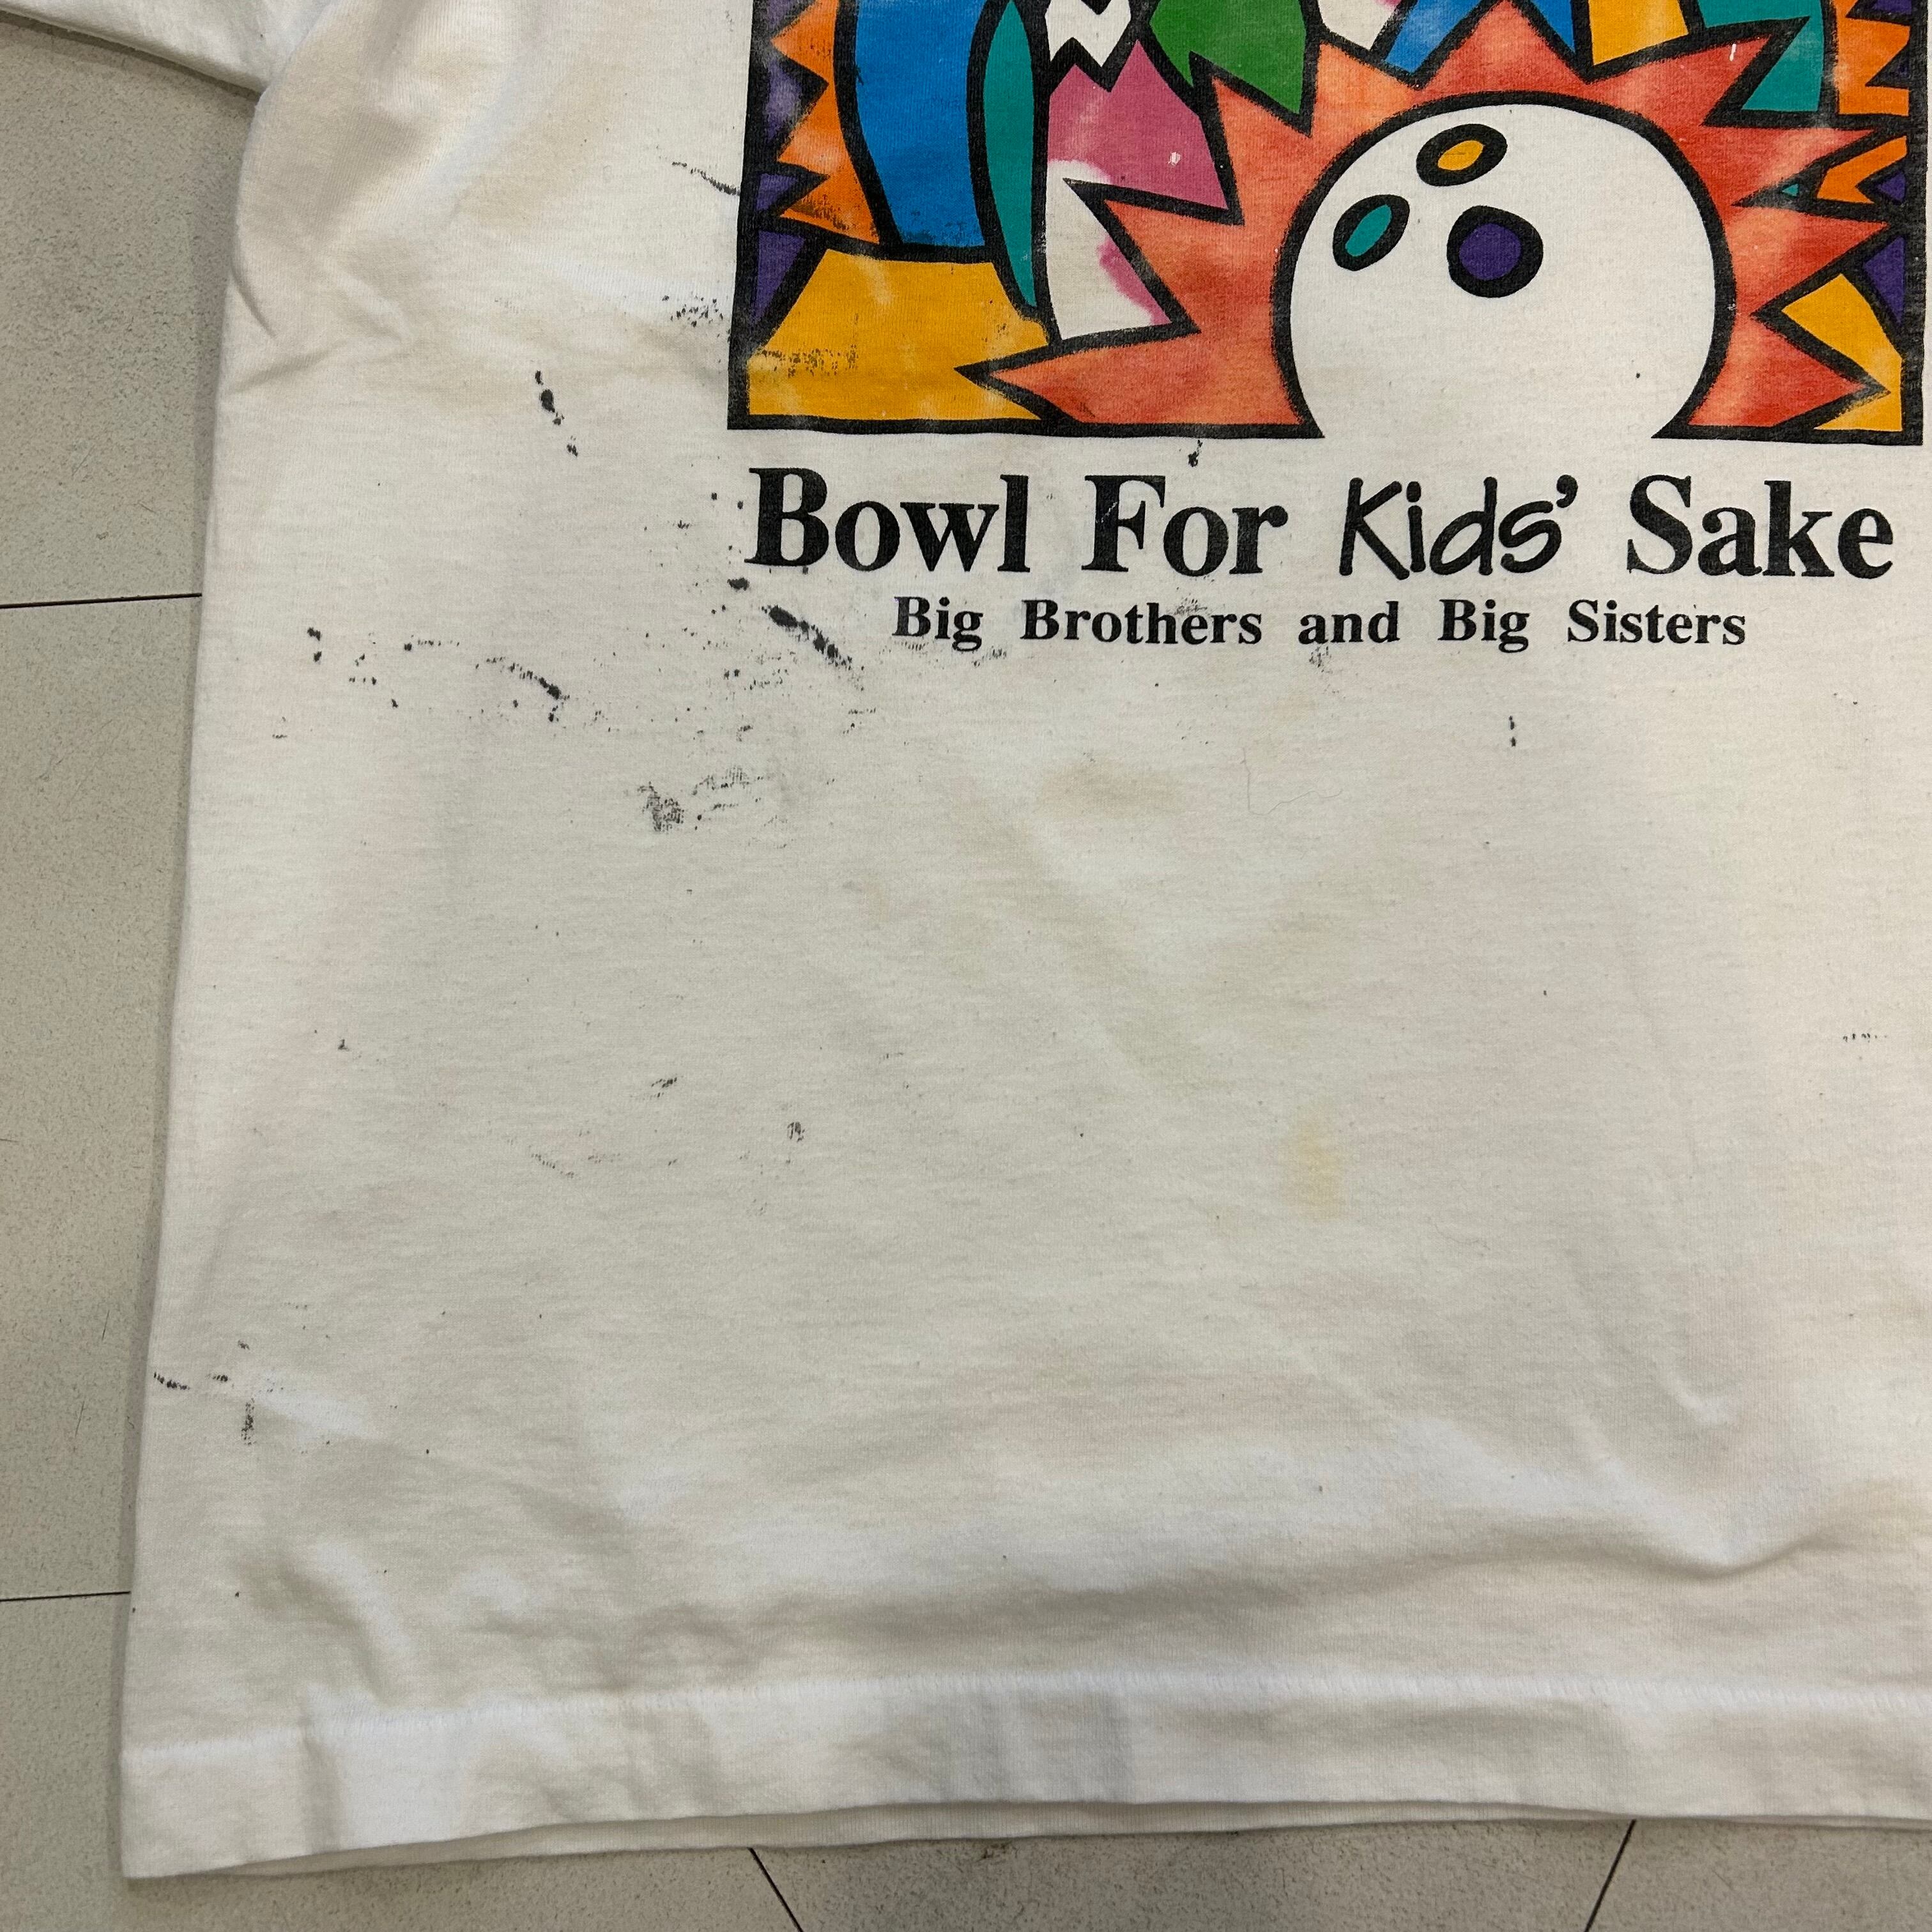 Bowl For Kids' Sake
Big Brothers and Big Sisters